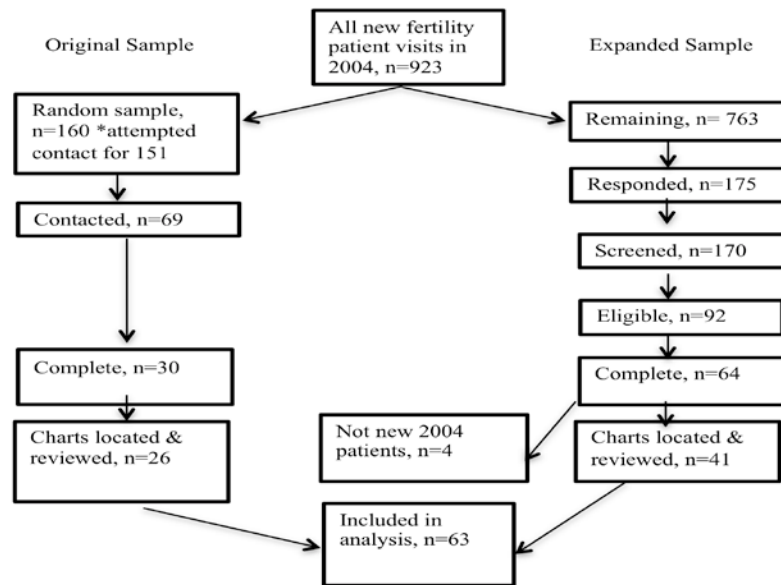 Original Sample
All new fertility
patient visits in
2004, n=923
Expanded Sample
Random sample,
n=160 *attempted
contact for 151
Remaining, n= 763
Responded, n=175
Contacted, n=69
Screened, n=170
Eligible, n=92
Complete, n=30
Complete, n=64
Charts located &
reviewed, n=26
Not new 2004
patients, n=4
Charts located &
reviewed, n=41
Included in
analysis, n=63